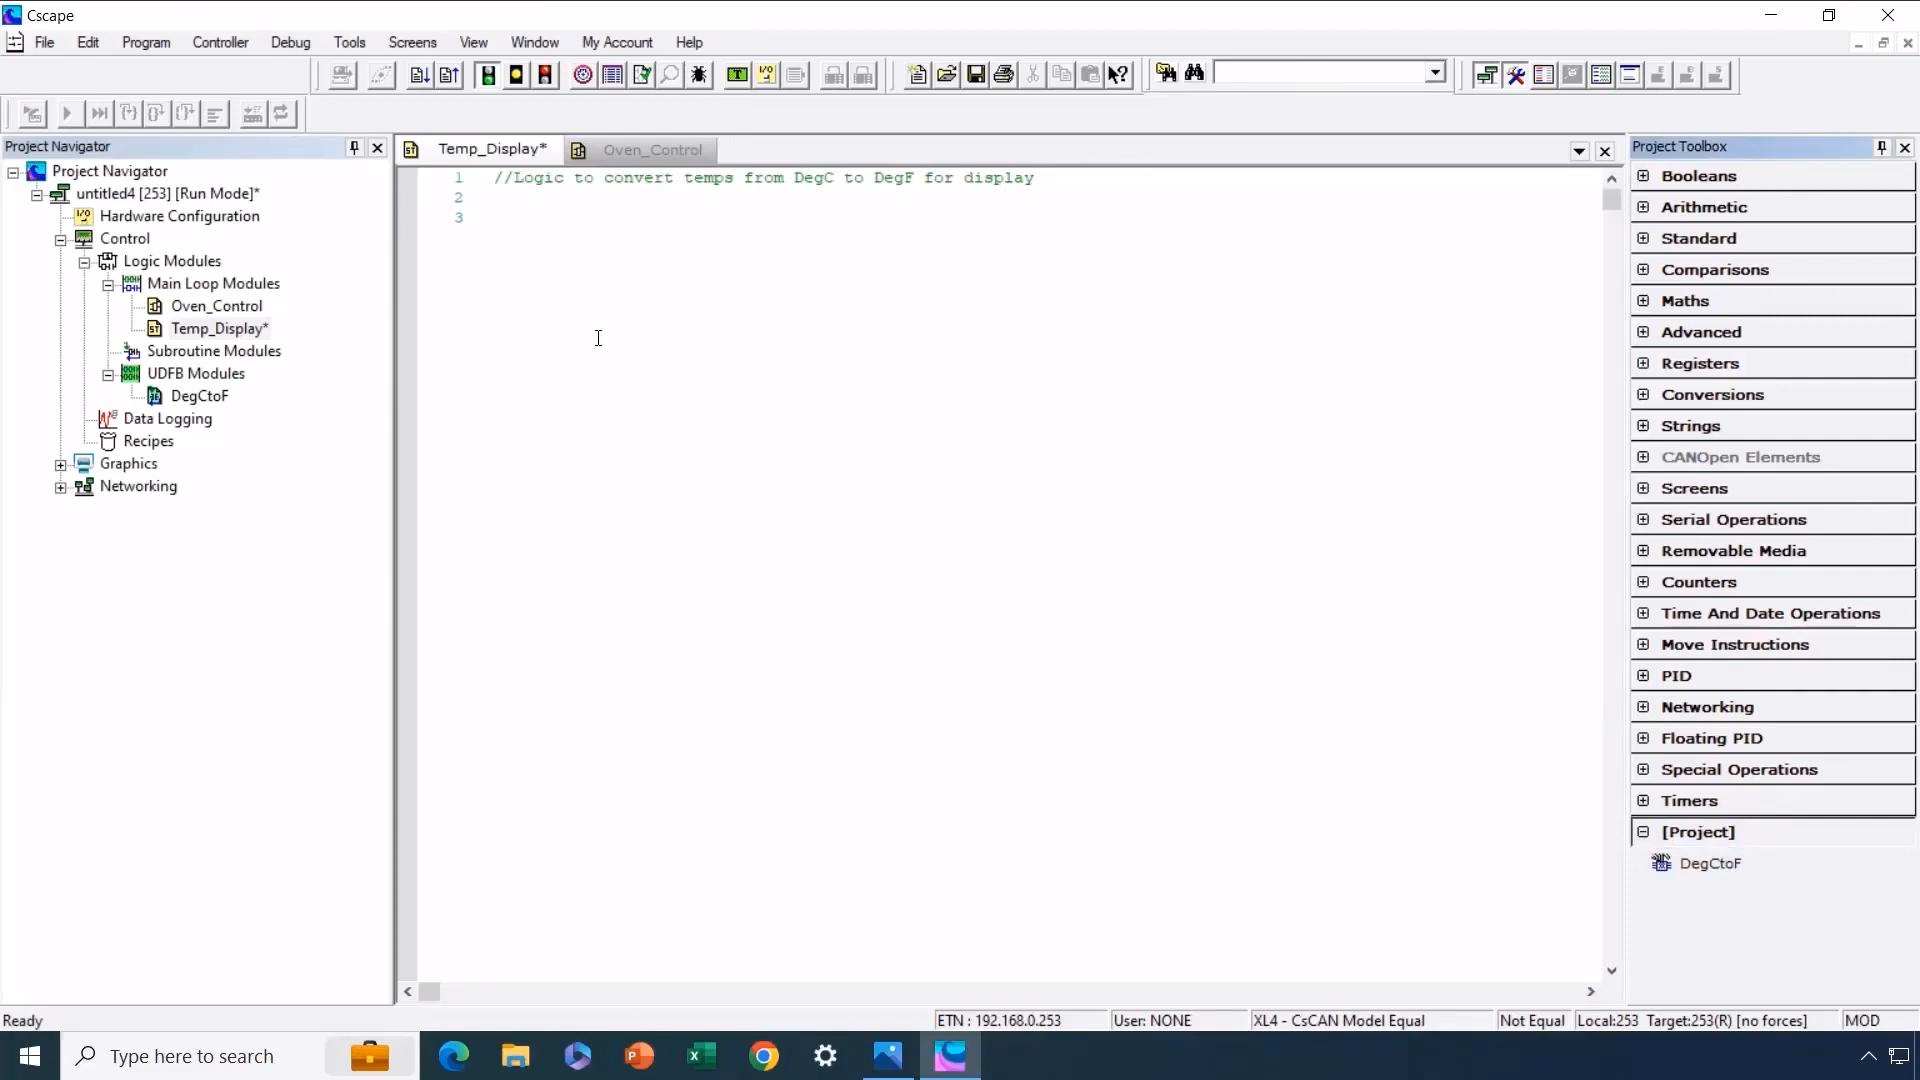 Cscape
File Edit Program Controller Debug Tools Screens View Window My Account Help
Project Navigator
Project Navigator
untitled4 [253] [Run Mode]*
Hardware Configuration
Control
Logic Modules
Main Loop Modules
Oven_Control
Temp_Display*
Subroutine Modules
UDFB Modules
DegCtoF
Data Logging
Recipes
Graphics
Networking
Temp_Display* Oven_Control
1 //Logic to convert temps from DegC to DegF for display
2
3
Project Toolbox
Booleans
Arithmetic
Standard
Comparisons
Maths
Advanced
Registers
Conversions
Strings
CANOpen Elements
Screens
Serial Operations
Removable Media
Counters
Time And Date Operations
Move Instructions
PID
Networking
Floating PID
Special Operations
Timers
[Project]
DegCtoF
Ready ETN : 192.168.0.253 User: NONE XL4 - CsCAN Model Equal Not Equal Local:253 Target:253(R) [no forces] MOD
Type here to search